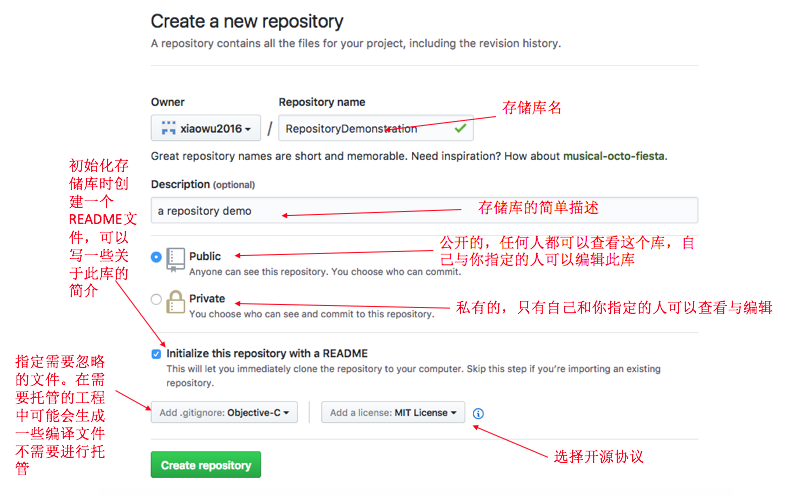 Create a new repository
A repository contains all the files for your project, including the revision history.
Owner
Repository name
存储库名
xiaowu2016
/
RepositoryDemonstration
Great repository names are short and memorable. Need inspiration? How about musical-octo-fiesta.
初始化存
储库时创
建一个
README文
件，可以
写一些关
于此库的
简介
Description (optional)
a repository demo
存储库的简单描述
Public
Anyone can see this repository. You choose who can commit.
公开的，任何人都可以查看这个库，自
己与你指定的人可以编辑此库
Private
You choose who can see and commit to this repository.
私有的，只有自己和你指定的人可以查看与编辑
Initialize this repository with a README
This will let you immediately clone the repository to your computer. Skip this step if you’re importing an existing
repository.
指定需要忽略
的文件。在需
要托管的工程
中可能会生成
一些编译文件
不需要进行托
管
Add .gitignore: Objective-C
Add a license: MIT License
选择开源协议
Create repository